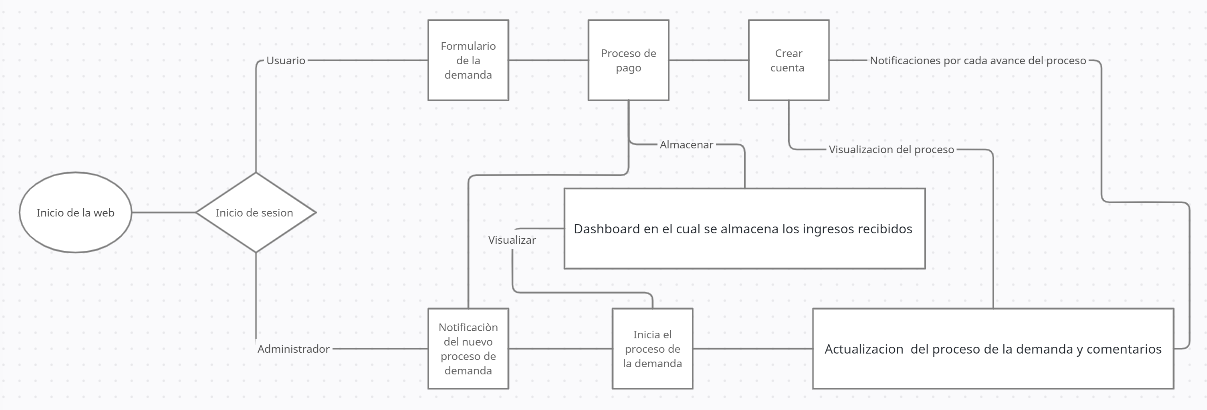 Formulario
de la
demanda
Proceso de
pago
Crear
cuenta
Usuario
Notificaciones por cada avance del proceso
Almacenar
Visualizacion del proceso
Inicio de la web
Inicio de sesion
Dashboard en el cual se almacena los ingresos recibidos
Visualizar
Administrador
Notificaciòn
del nuevo
proceso de
demanda
Inicia el
proceso de
la demanda
Actualizacion  del proceso de la demanda y comentarios